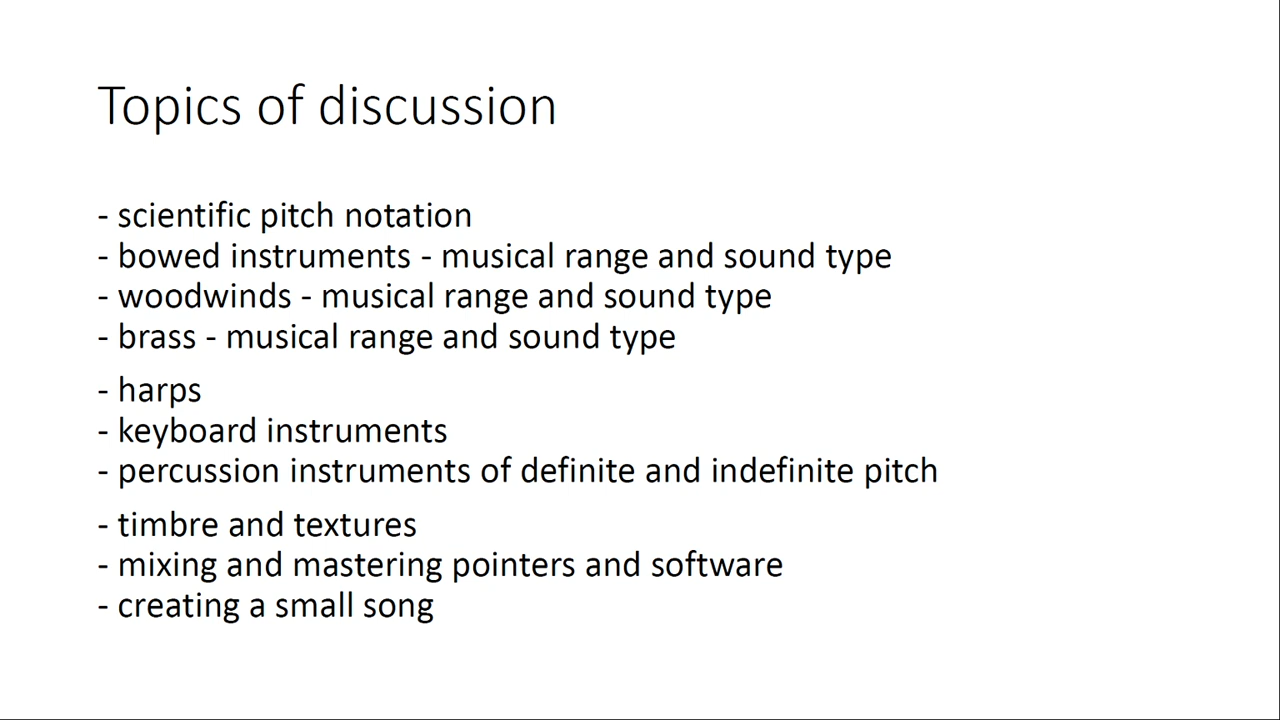 Topics of discussion
- scientific pitch notation
- bowed instruments - musical range and sound type
- woodwinds - musical range and sound type
- brass - musical range and sound type
- harps
- keyboard instruments
- percussion instruments of definite and indefinite pitch
- timbre and textures
- mixing and mastering pointers and software
- creating a small song